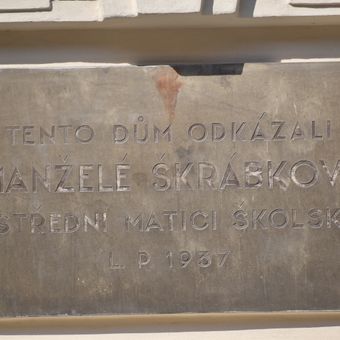 TENTO DŮM ODKÁZALI
MANŽELÉ ŠKRÁBKOV
STŘEDNÍ MATICI ŠKOLSK
L. P. 1937